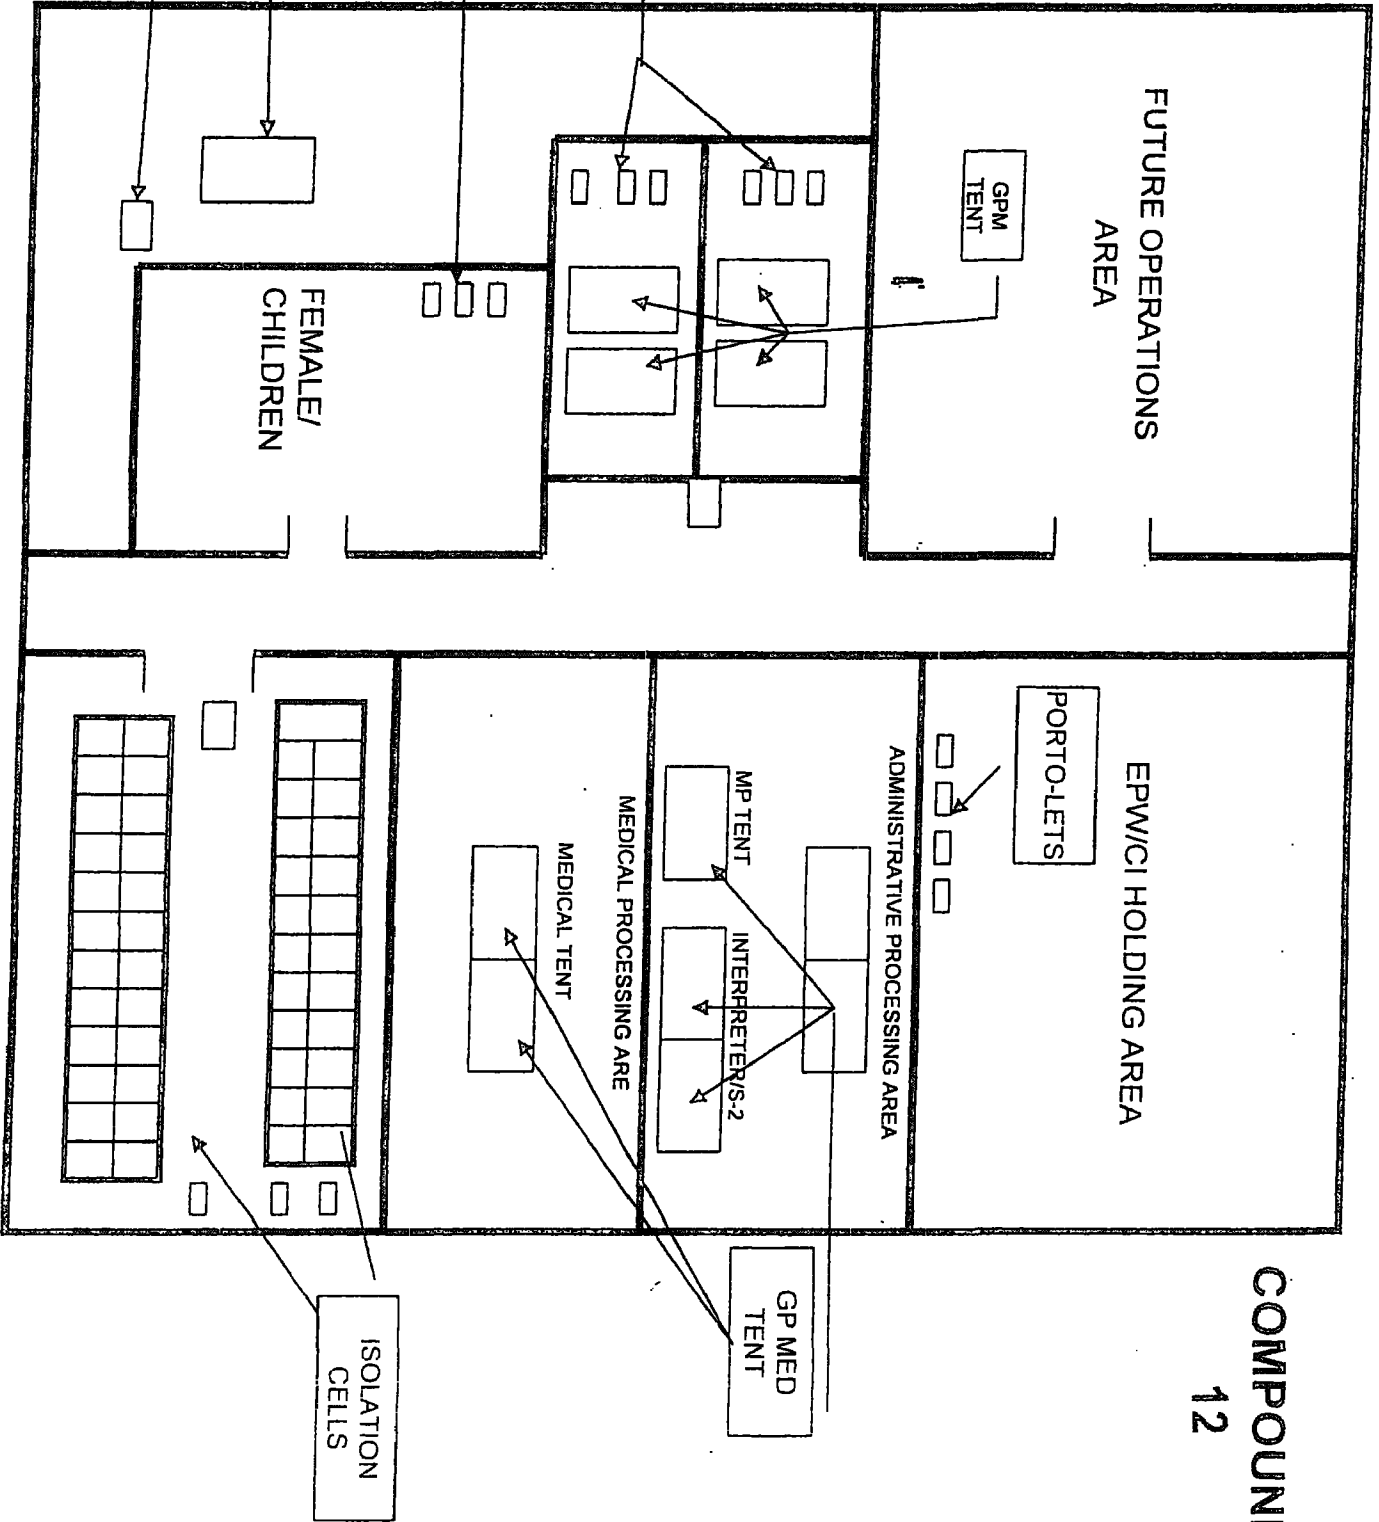 COMPOUN
12
FUTURE OPERATIONS
AREA
GPM
TENT
EPW/CI HOLDING AREA
PORTO-LETS
ADMINISTRATIVE PROCESSING AREA
MP TENT
INTERPRETER/S-2
GP MED
TENT
MEDICAL PROCESSING ARE
MEDICAL TENT
FEMALE/
CHILDREN
ISOLATION
CELLS